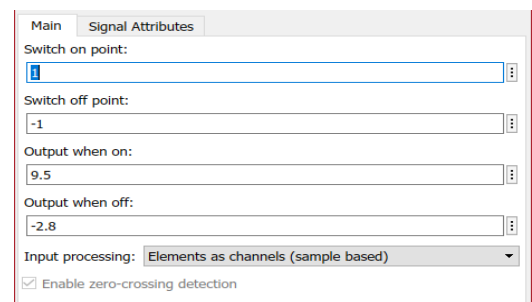 Main Signal Attributes
Switch on point:
1
Switch off point:
-1
Output when on:
9.5
Output when off:
-2.8
Input processing: Elements as channels (sample based)
Enable zero-crossing detection